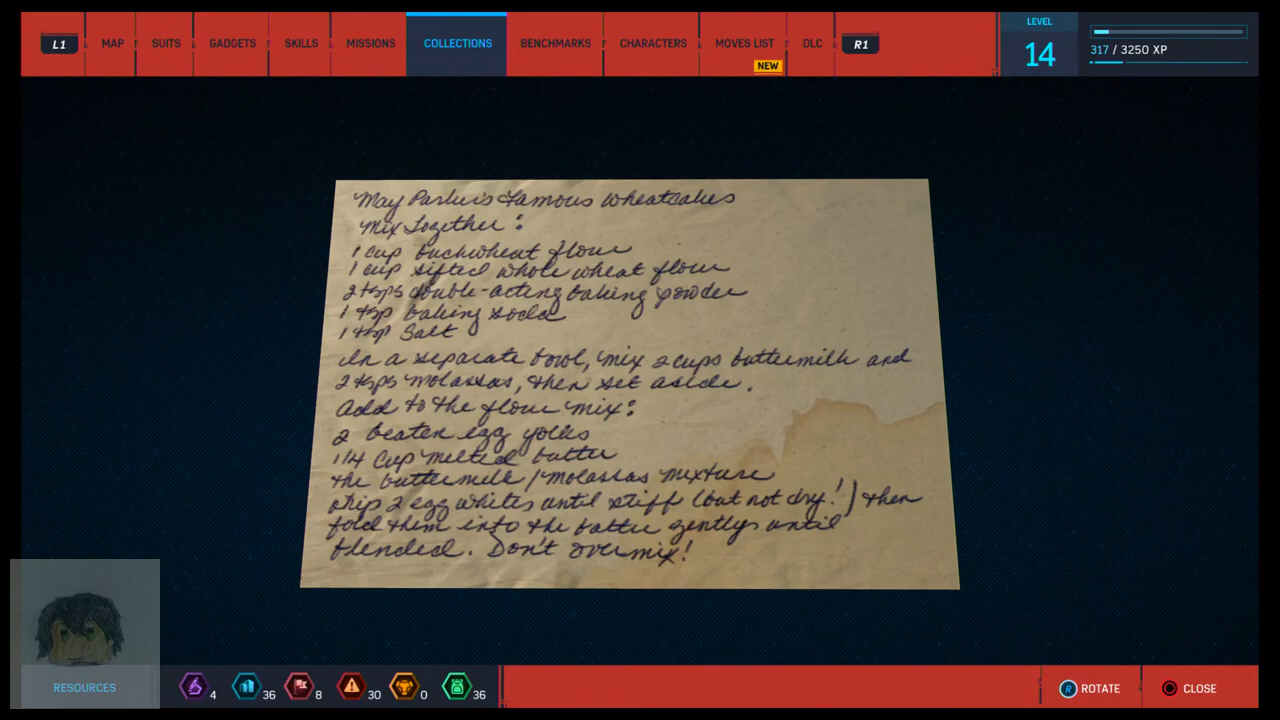 L1 MAP SUITS GADGETS SKILLS MISSIONS COLLECTIONS BENCHMARKS CHARACTERS MOVES LIST DLC R1
NEW
LEVEL
14
317 / 3250 XP
May Parker's Famous Wheatcakes
Mix Together:
1 cup buckwheat flour
1 cup sifted whole wheat flour
2 tsps double-acting baking powder
1 tsp baking soda
1 tsp Salt
In a separate bowl, mix 2 cups buttermilk and
2 tsps molassas, then set aside.
Add to the flour mix:
2 beaten egg yolks
1/4 Cup melted butter
the buttermilk/molassas mixture
whip 2 egg whites until stiff (but not dry!) then
fold them into the batter gently until
blended. Don't overmix!
RESOURCES 4 36 8 30 0 36
R ROTATE CLOSE